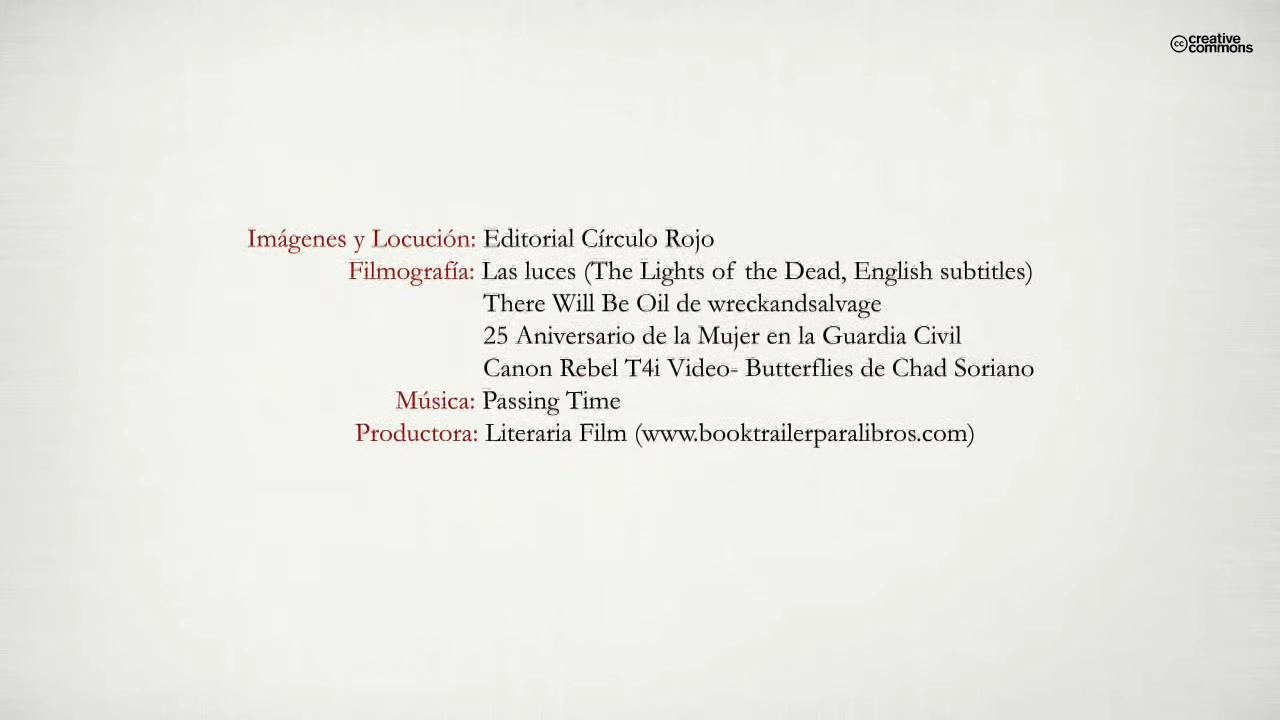 cc creative commons
Imágenes y Locución: Editorial Círculo Rojo
Filmografía: Las luces (The Lights of the Dead, English subtitles)
There Will Be Oil de wreckandsalvage
25 Aniversario de la Mujer en la Guardia Civil
Canon Rebel T4i Video- Butterflies de Chad Soriano
Música: Passing Time
Productora: Literaria Film (www.booktrailerparalibros.com)